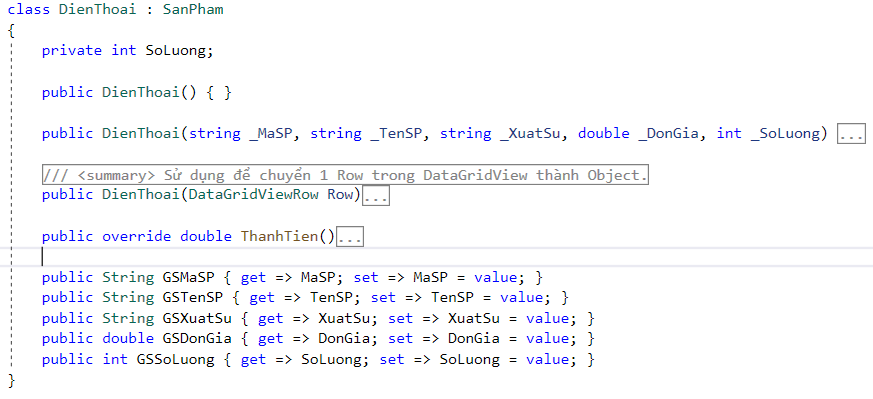 class DienThoai : SanPham
{
private int SoLuong;
public DienThoai() { }
public DienThoai(string _MaSP, string _TenSP, string _XuatSu, double _DonGia, int _SoLuong) ...
/// <summary> Sử dụng để chuyển 1 Row trong DataGridView thành Object.
public DienThoai(DataGridViewRow Row)...
public override double ThanhTien()...
public String GSMaSP { get => MaSP; set => MaSP = value; }
public String GSTenSP { get => TenSP; set => TenSP = value; }
public String GSXuatSu { get => XuatSu; set => XuatSu = value; }
public double GSDonGia { get => DonGia; set => DonGia = value; }
public int GSSoLuong { get => SoLuong; set => SoLuong = value; }
}